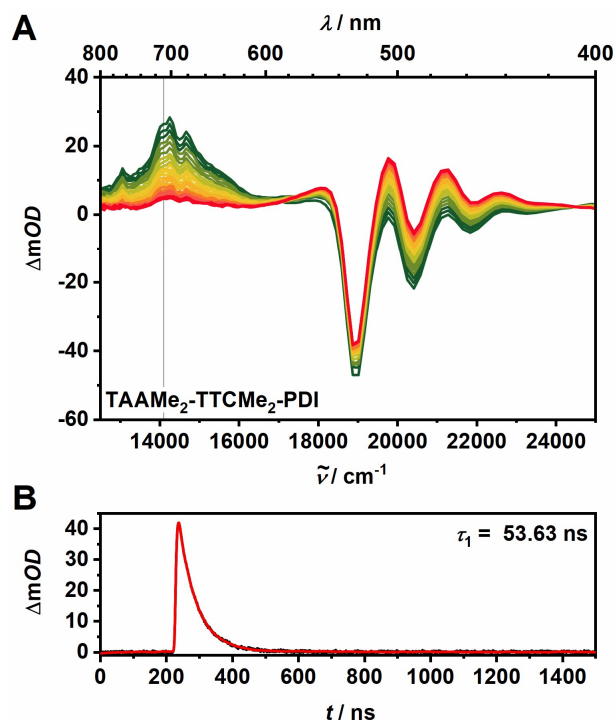 A
λ / nm
800 700 600 500 400
40
20
0
-20
-40
-60
ΔmOD
TAAMe₂-TTCMe₂-PDI
14000 16000 18000 20000 22000 24000
ṽ / cm⁻¹
B
τ₁ = 53.63 ns
40
30
20
10
0
ΔmOD
0 200 400 600 800 1000 1200 1400
t / ns